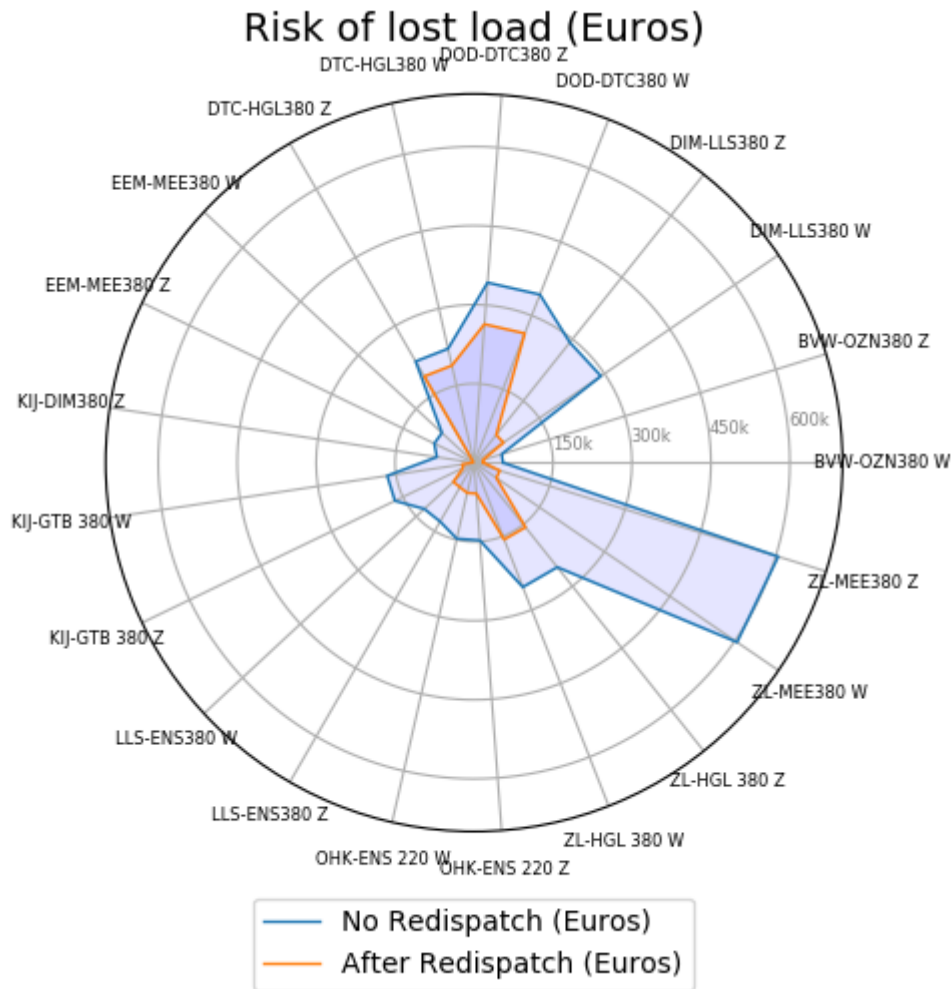 Risk of lost load (Euros)
DOD-DTC380 Z
DTC-HGL380 W
DOD-DTC380 W
DTC-HGL380 Z
DIM-LLS380 Z
EEM-MEE380 W
DIM-LLS380 W
EEM-MEE380 Z
BVW-OZN380 Z
KIJ-DIM380 Z
600k
450k
300k
150k
BVW-OZN380 W
KIJ-GTB 380 W
ZL-MEE380 Z
KIJ-GTB 380 Z
ZL-MEE380 W
LLS-ENS380 W
ZL-HGL 380 Z
LLS-ENS380 Z
ZL-HGL 380 W
OHK-ENS 220 W
OHK-ENS 220 Z
No Redispatch (Euros)
After Redispatch (Euros)